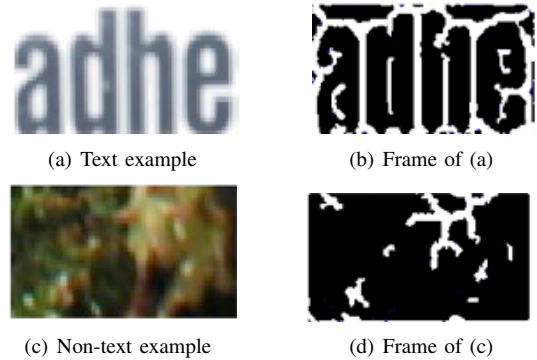 adhe
(a) Text example
(b) Frame of (a)
(c) Non-text example
(d) Frame of (c)